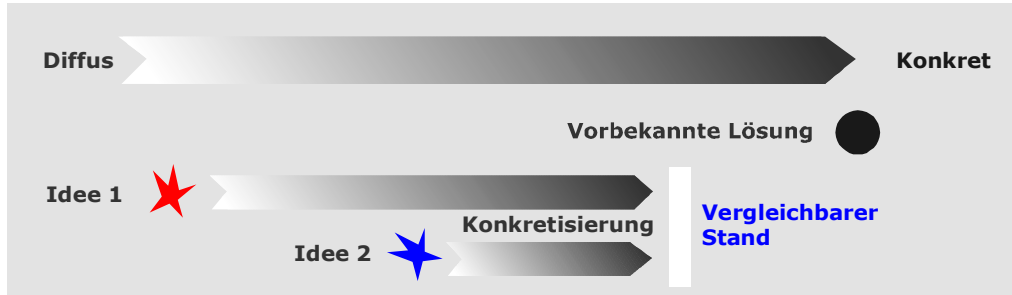 Diffus
Konkret
Vorbekannte Lösung
Idee 1
Vergleichbarer
Stand
Konkretisierung
Idee 2